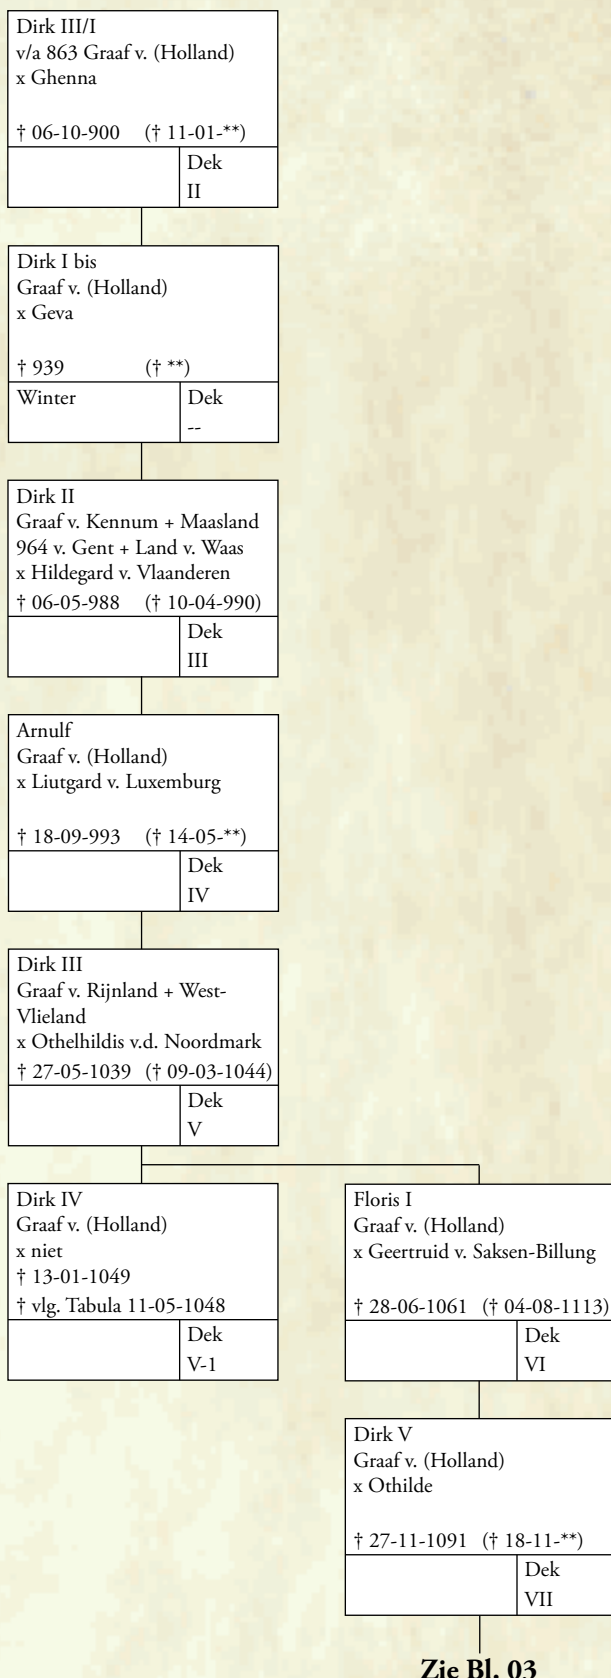 Dirk III/I
v/a 863 Graaf v. (Holland)
x Ghenna
† 06-10-900 († 11-01-**)
Dek
II
Dirk I bis
Graaf v. (Holland)
x Geva
† 939 († **)
Winter Dek
--
Dirk II
Graaf v. Kennum + Maasland
964 v. Gent + Land v. Waas
x Hildegard v. Vlaanderen
† 06-05-988 († 10-04-990)
Dek
III
Arnulf
Graaf v. (Holland)
x Liutgard v. Luxemburg
† 18-09-993 († 14-05-**)
Dek
IV
Dirk III
Graaf v. Rijnland + West-
Vlieland
x Othelhildis v.d. Noordmark
† 27-05-1039 († 09-03-1044)
Dek
V
Dirk IV
Graaf v. (Holland)
x niet
† 13-01-1049
† vlg. Tabula 11-05-1048
Dek
V-1
Floris I
Graaf v. (Holland)
x Geertruid v. Saksen-Billung
† 28-06-1061 († 04-08-1113)
Dek
VI
Dirk V
Graaf v. (Holland)
x Othilde
† 27-11-1091 († 18-11-**)
Dek
VII
Zie Bl. 03